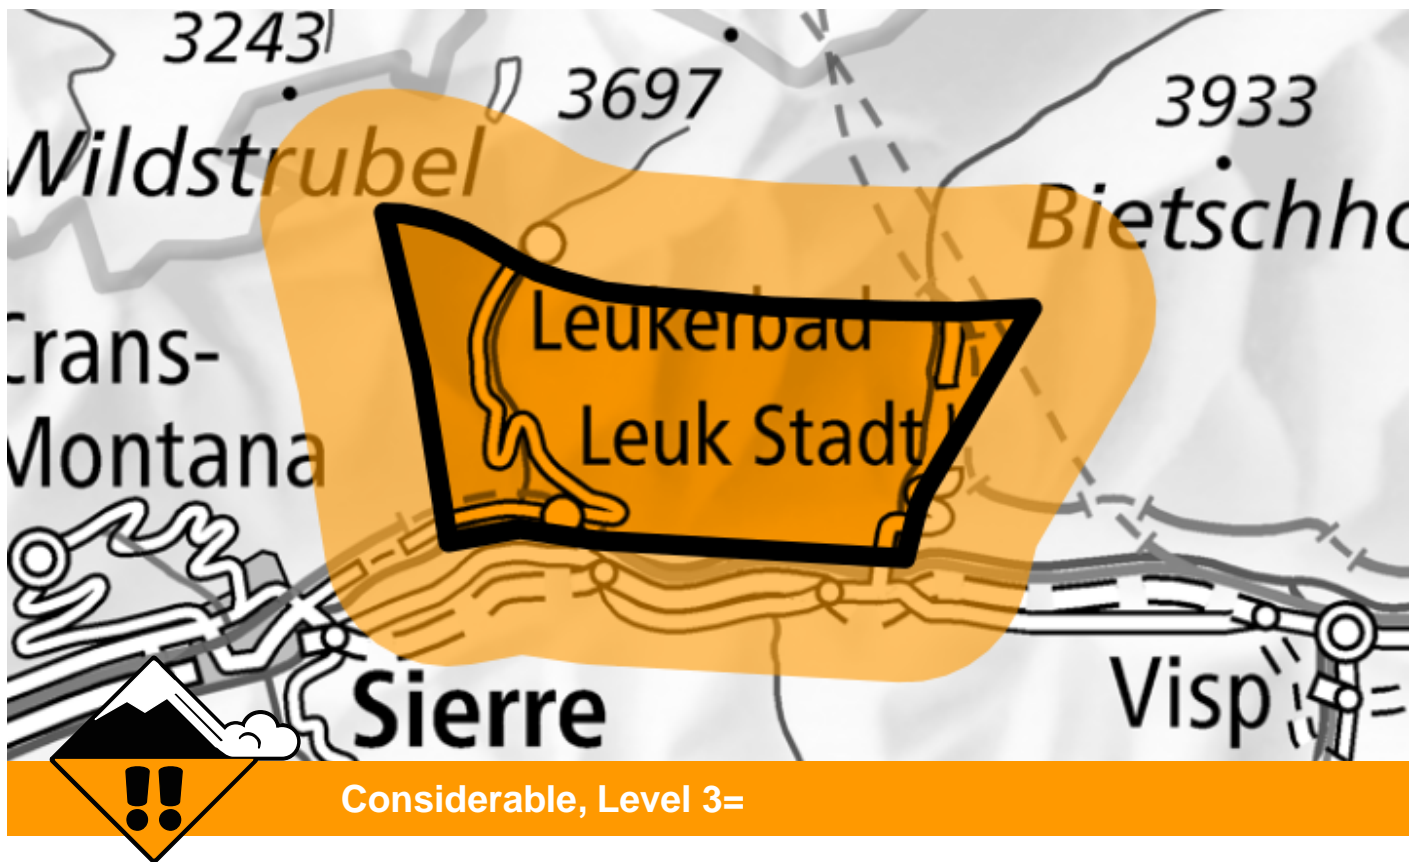 3243
3697
3933
Wildstrubel
Bietschho
Leukerbad
Crans-
Montana
Leuk Stadt
Sierre
Visp
!!
Considerable, Level 3=